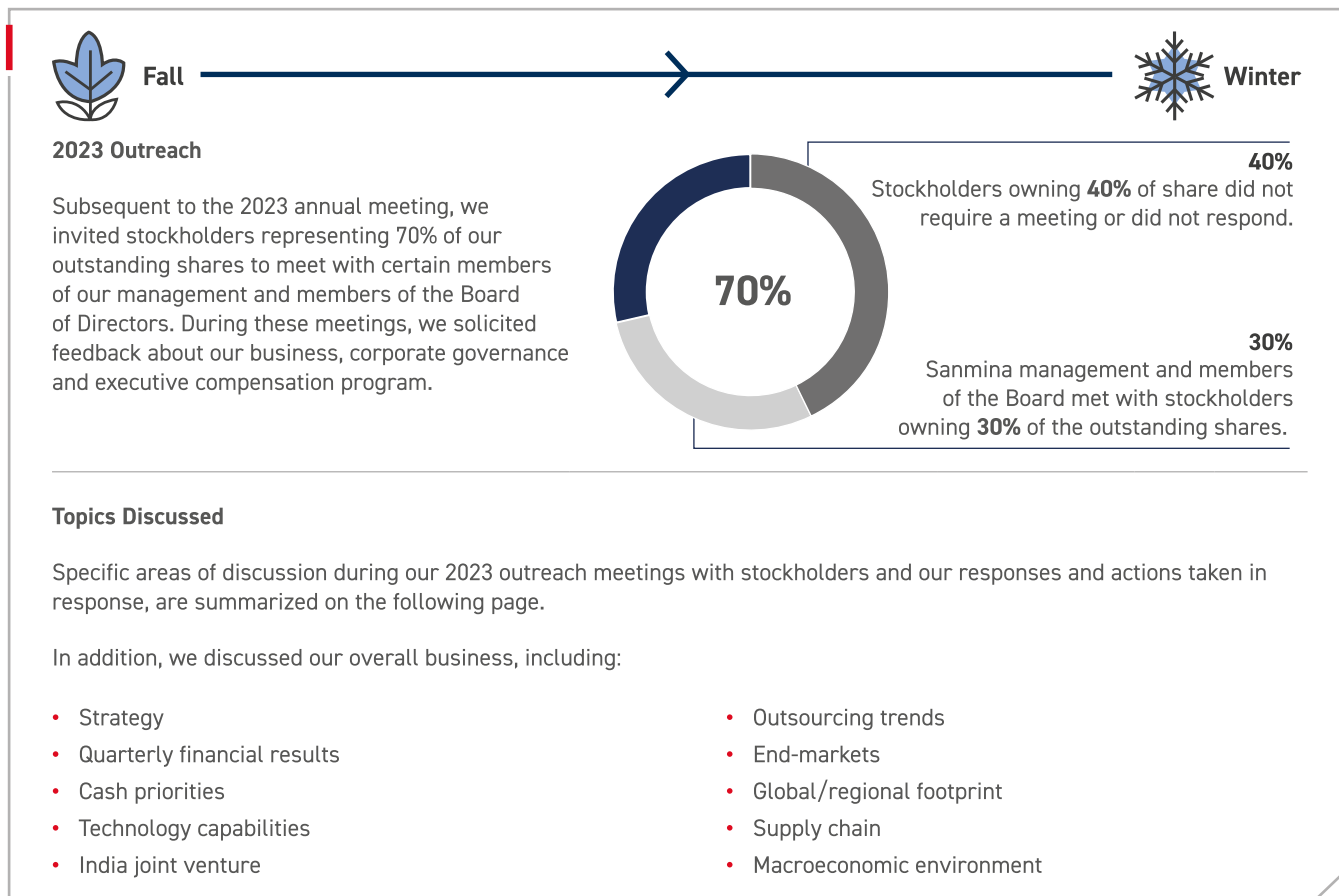 Fall
Winter
2023 Outreach
Subsequent to the 2023 annual meeting, we
invited stockholders representing 70% of our
outstanding shares to meet with certain members
of our management and members of the Board
of Directors. During these meetings, we solicited
feedback about our business, corporate governance
and executive compensation program.
70%
40%
Stockholders owning 40% of share did not
require a meeting or did not respond.
30%
Sanmina management and members
of the Board met with stockholders
owning 30% of the outstanding shares.
Topics Discussed
Specific areas of discussion during our 2023 outreach meetings with stockholders and our responses and actions taken in
response, are summarized on the following page.
In addition, we discussed our overall business, including:
• Strategy
• Quarterly financial results
• Cash priorities
• Technology capabilities
• India joint venture
• Outsourcing trends
• End-markets
• Global/regional footprint
• Supply chain
• Macroeconomic environment